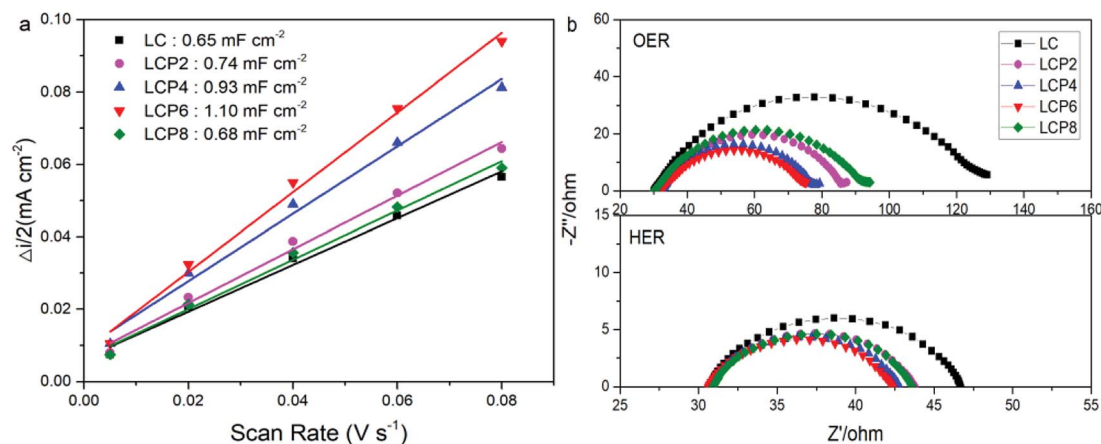 a
0.10
0.08
0.06
0.04
0.02
0.00
Δi/2(mA cm⁻²)
LC : 0.65 mF cm⁻²
LCP2 : 0.74 mF cm⁻²
LCP4 : 0.93 mF cm⁻²
LCP6 : 1.10 mF cm⁻²
LCP8 : 0.68 mF cm⁻²
0.00 0.02 0.04 0.06 0.08
Scan Rate (V s⁻¹)
b
-Z''/ohm
60
40
20
0
OER
LC
LCP2
LCP4
LCP6
LCP8
20 40 60 80 100 120 140 160
15
10
5
0
HER
25 30 35 40 45 50 55
Z'/ohm